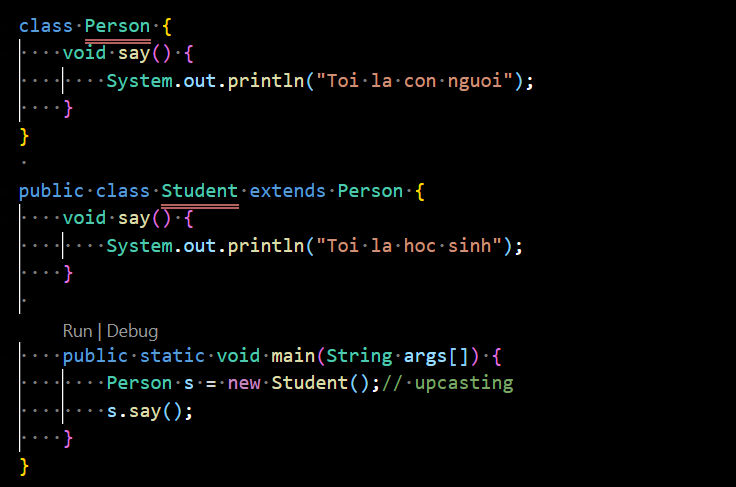 class Person {
    void say() {
        System.out.println("Toi la con nguoi");
    }
}

public class Student extends Person {
    void say() {
        System.out.println("Toi la hoc sinh");
    }

    Run | Debug
    public static void main(String args[]) {
        Person s = new Student();// upcasting
        s.say();
    }
}